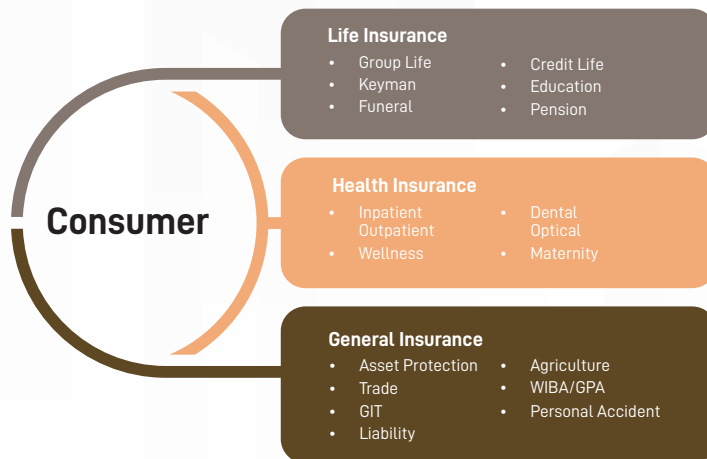 Consumer
Life Insurance
• Group Life
• Keyman
• Funeral
• Credit Life
• Education
• Pension
Health Insurance
• Inpatient
Outpatient
• Wellness
• Dental
Optical
• Maternity
General Insurance
• Asset Protection
• Trade
• GIT
• Liability
• Agriculture
• WIBA/GPA
• Personal Accident